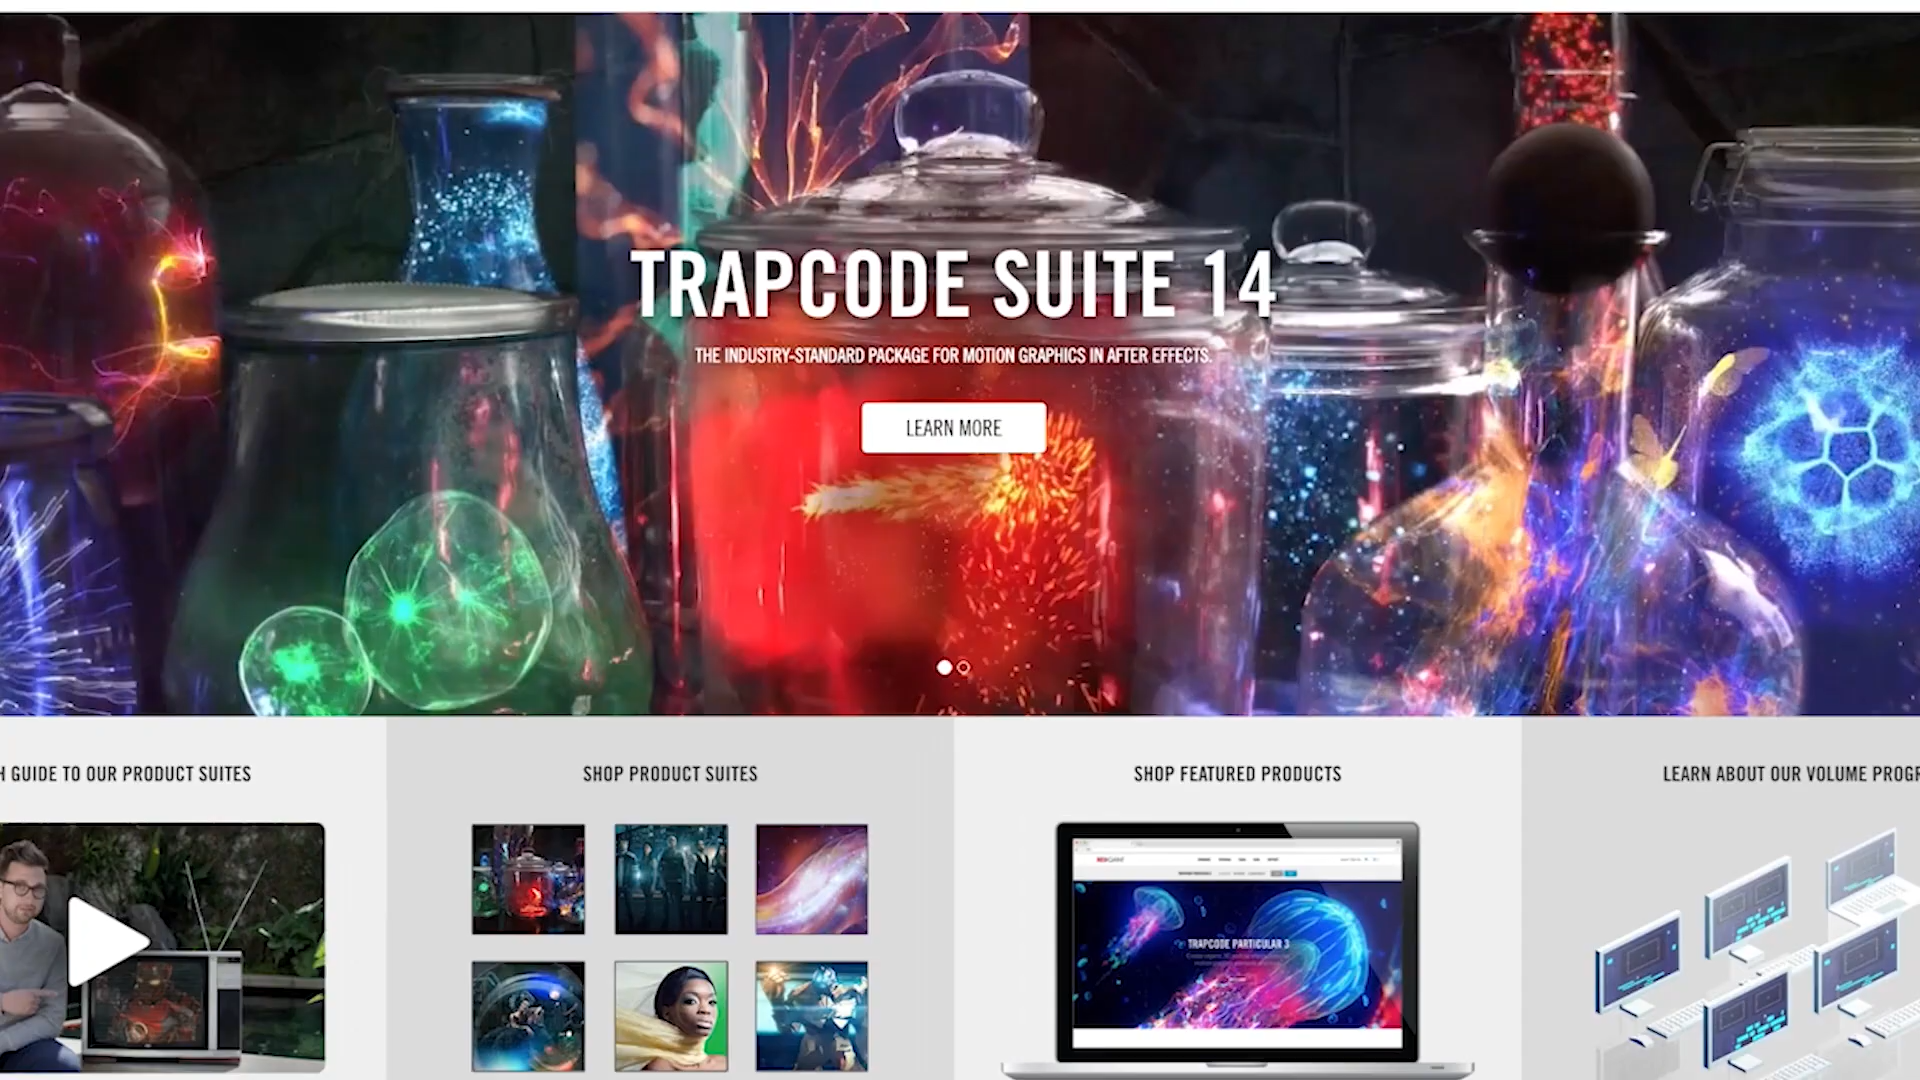 TRAPCODE SUITE 14
THE INDUSTRY-STANDARD PACKAGE FOR MOTION GRAPHICS IN AFTER EFFECTS.
LEARN MORE
GUIDE TO OUR PRODUCT SUITES
SHOP PRODUCT SUITES
SHOP FEATURED PRODUCTS
LEARN ABOUT OUR VOLUME
TRAPCODE PARTICULAR 3